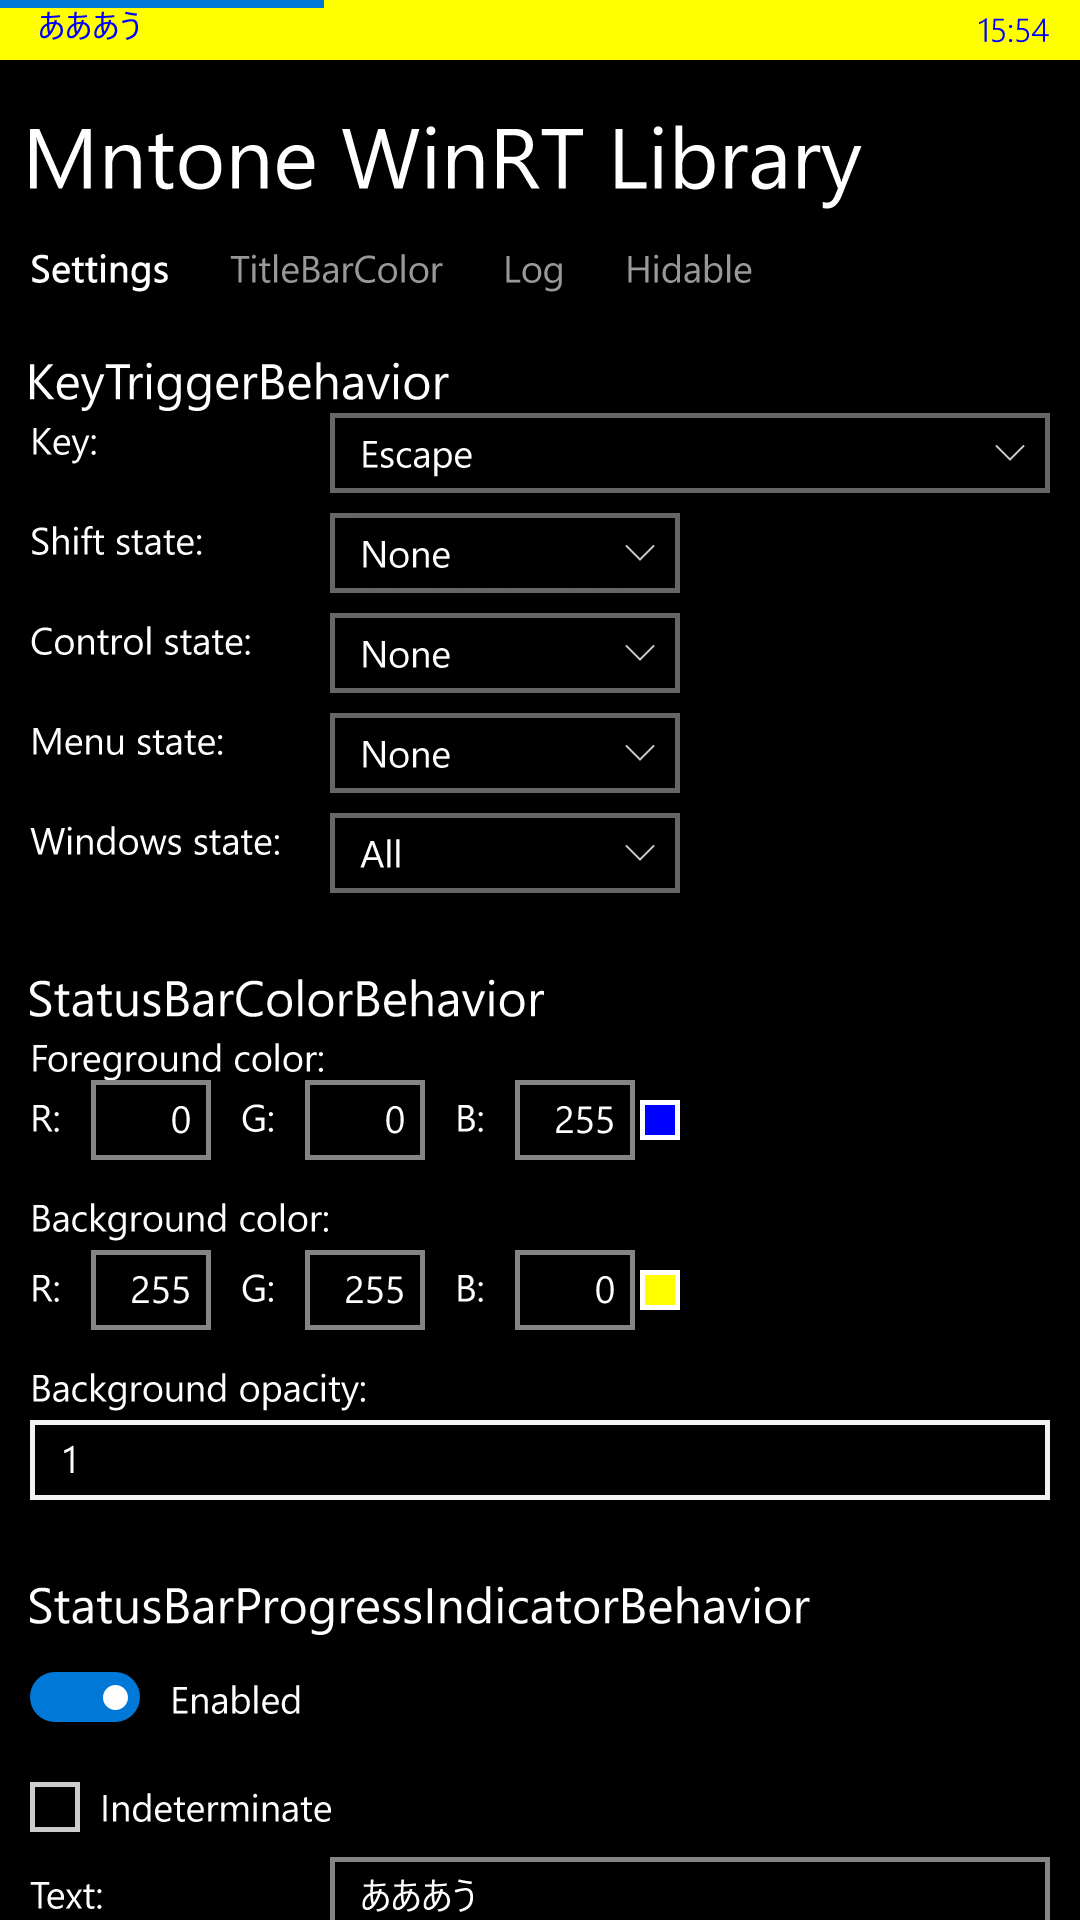 あああう 15:54
Mntone WinRT Library
Settings TitleBarColor Log Hidable
KeyTriggerBehavior
Key: Escape
Shift state: None
Control state: None
Menu state: None
Windows state: All
StatusBarColorBehavior
Foreground color:
R: 0 G: 0 B: 255
Background color:
R: 255 G: 255 B: 0
Background opacity:
1
StatusBarProgressIndicatorBehavior
Enabled
Indeterminate
Text: あああう